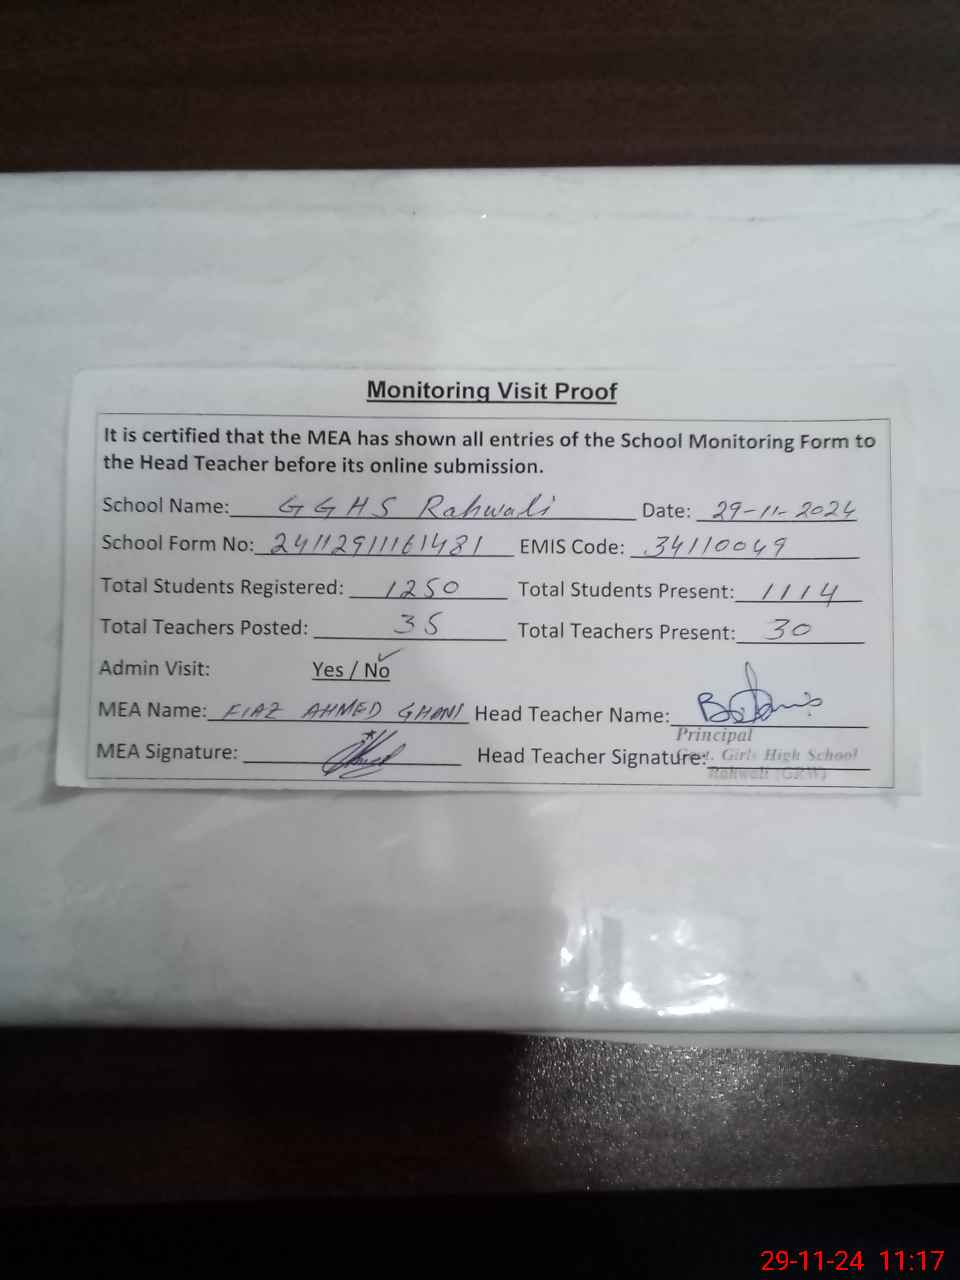 Monitoring Visit Proof
It is certified that the MEA has shown all entries of the School Monitoring Form to
the Head Teacher before its online submission.
School Name: GGHS Rahwali Date: 29-11-2024
School Form No: 24112911161481 EMIS Code: 34110049
Total Students Registered: 1250 Total Students Present: 1114
Total Teachers Posted: 35 Total Teachers Present: 30
Admin Visit: Yes / No
MEA Name: FIAZ AHMED GHANI Head Teacher Name:
Principal
MEA Signature: Head Teacher Signature: Govt. Girls High School
Rahwali (GRW)
29-11-24 11:17